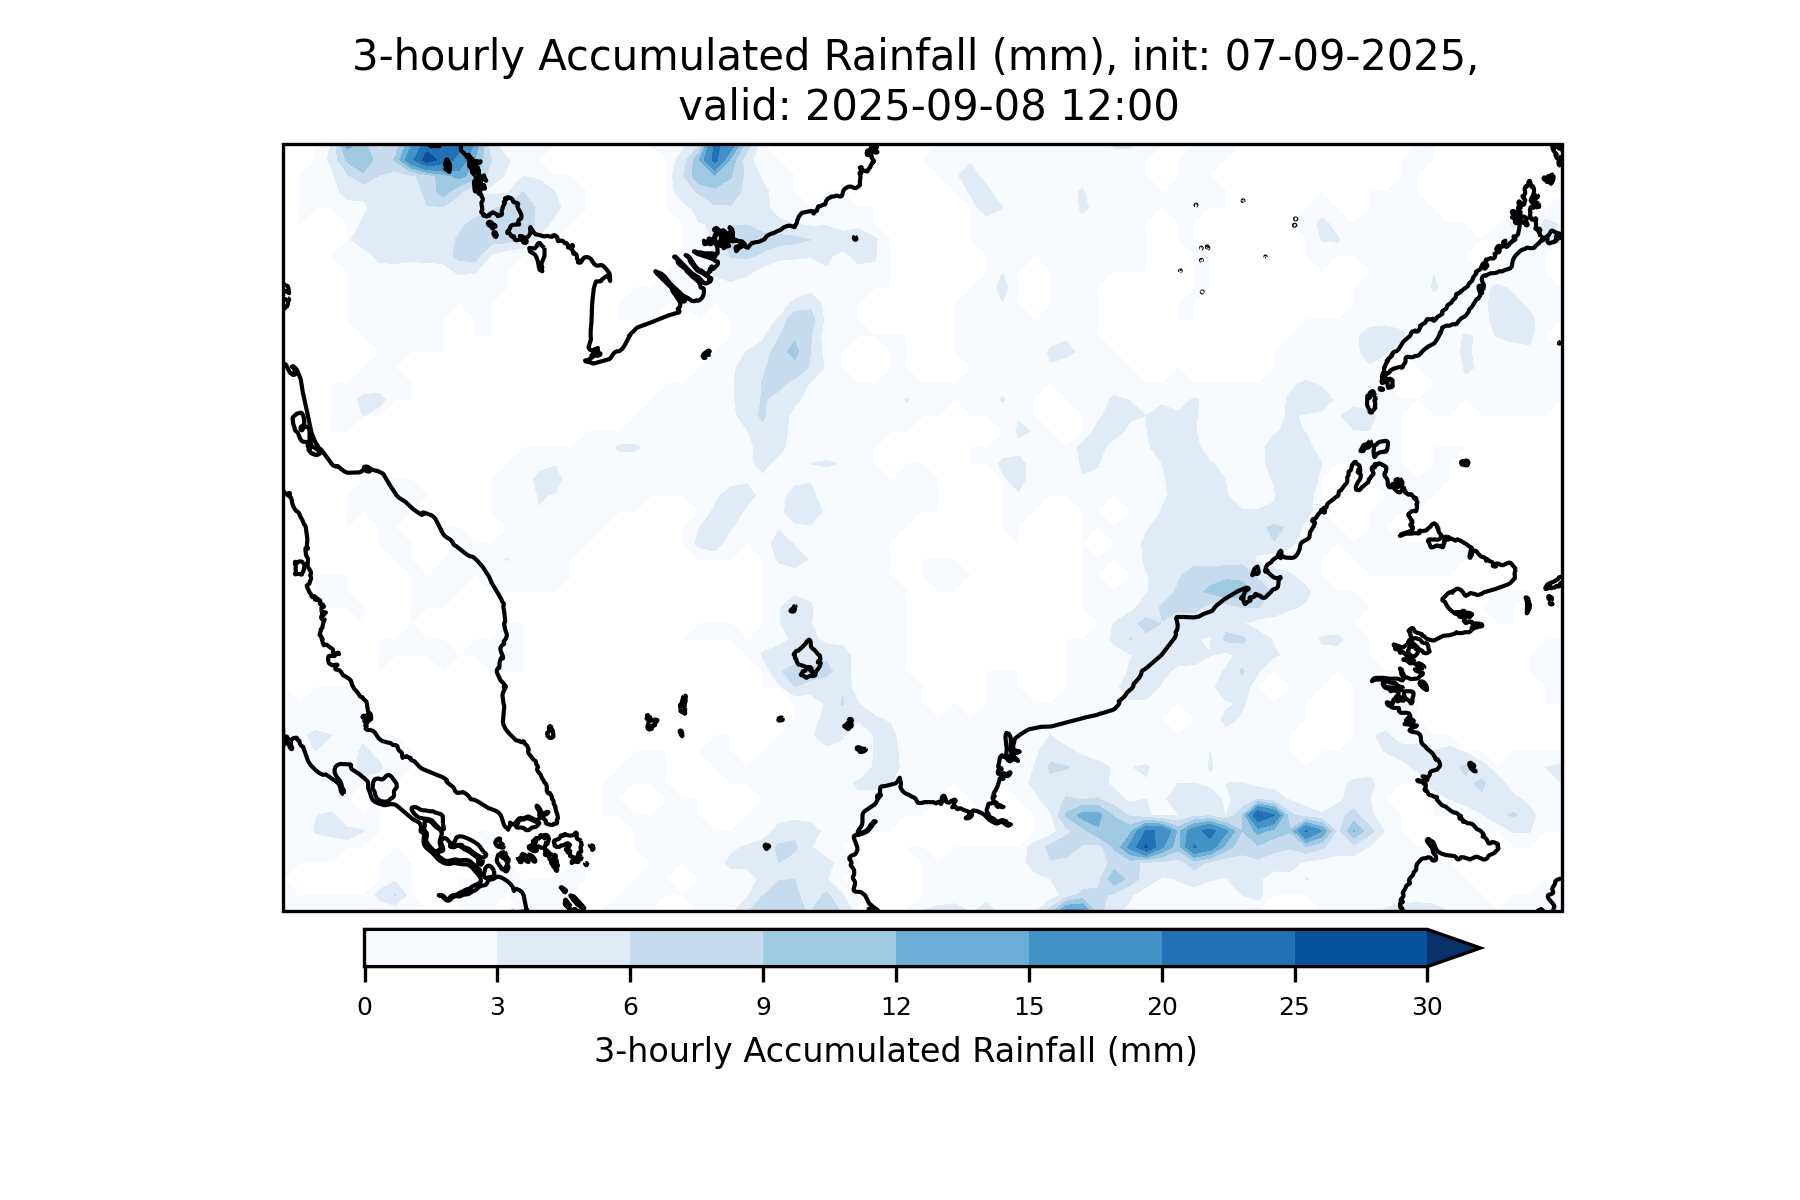 3-hourly Accumulated Rainfall (mm), init: 07-09-2025,
valid: 2025-09-08 12:00
0 3 6 9 12 15 20 25 30
3-hourly Accumulated Rainfall (mm)